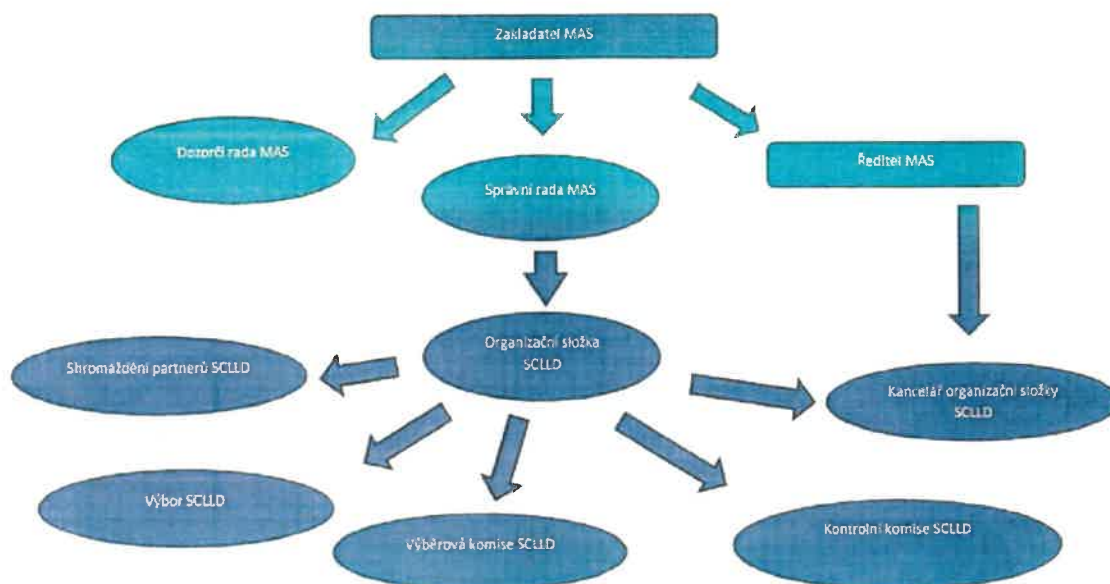 Zakladatel MAS
Dozorčí rada MAS
Správní rada MAS
Ředitel MAS
Organizační složka
SCLLD
Shromáždění partnerů SCLLD
Kancelář organizační složky
SCLLD
Výbor SCLLD
Výběrová komise SCLLD
Kontrolní komise SCLLD